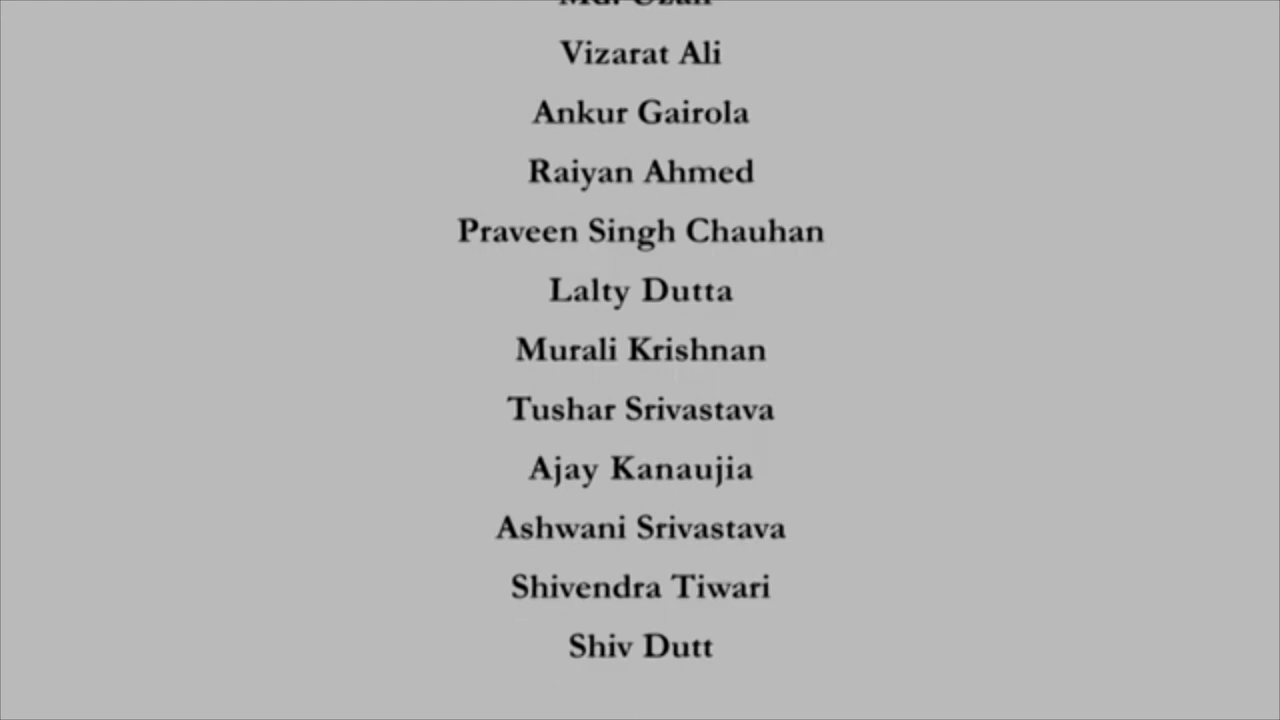 Vizarat Ali
Ankur Gairola
Raiyan Ahmed
Praveen Singh Chauhan
Lalty Dutta
Murali Krishnan
Tushar Srivastava
Ajay Kanaujia
Ashwani Srivastava
Shivendra Tiwari
Shiv Dutt